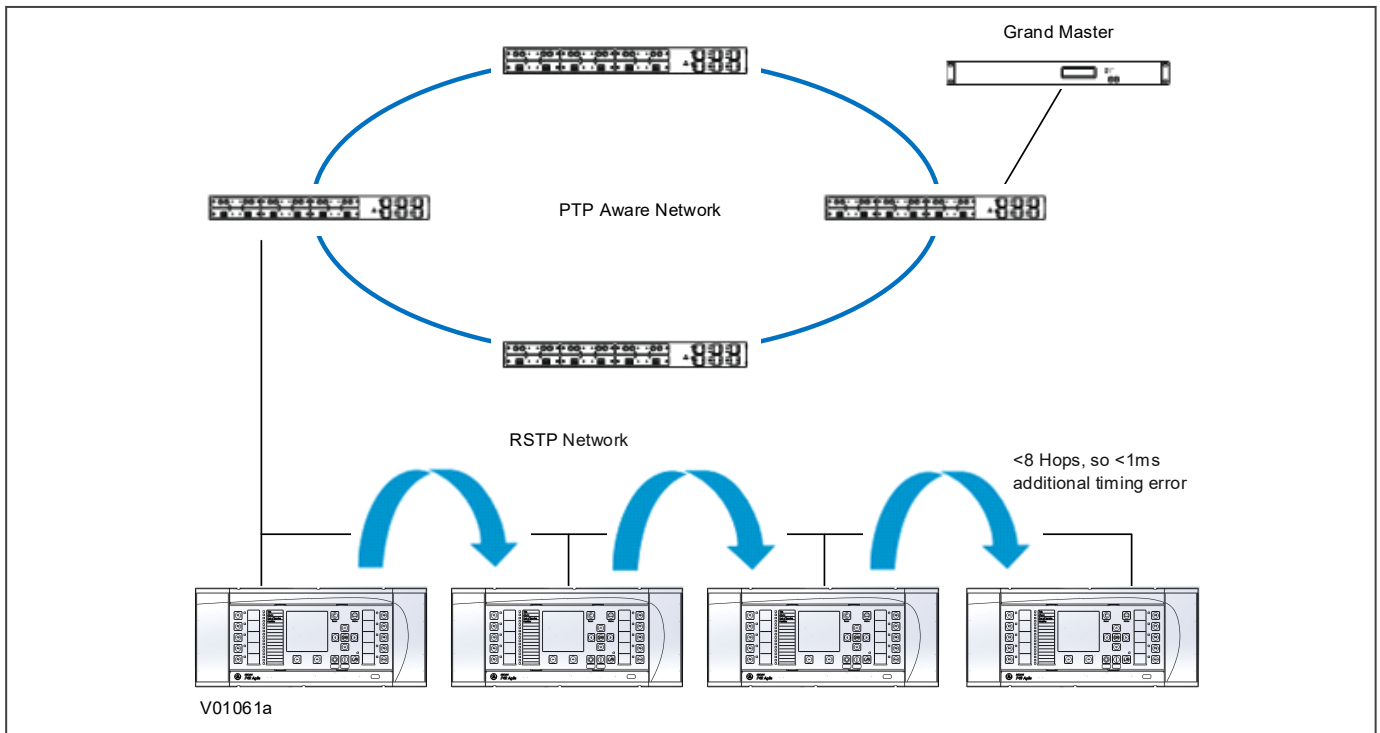 Grand Master
PTP Aware Network
RSTP Network
<8 Hops, so <1ms
additional timing error
V01061a